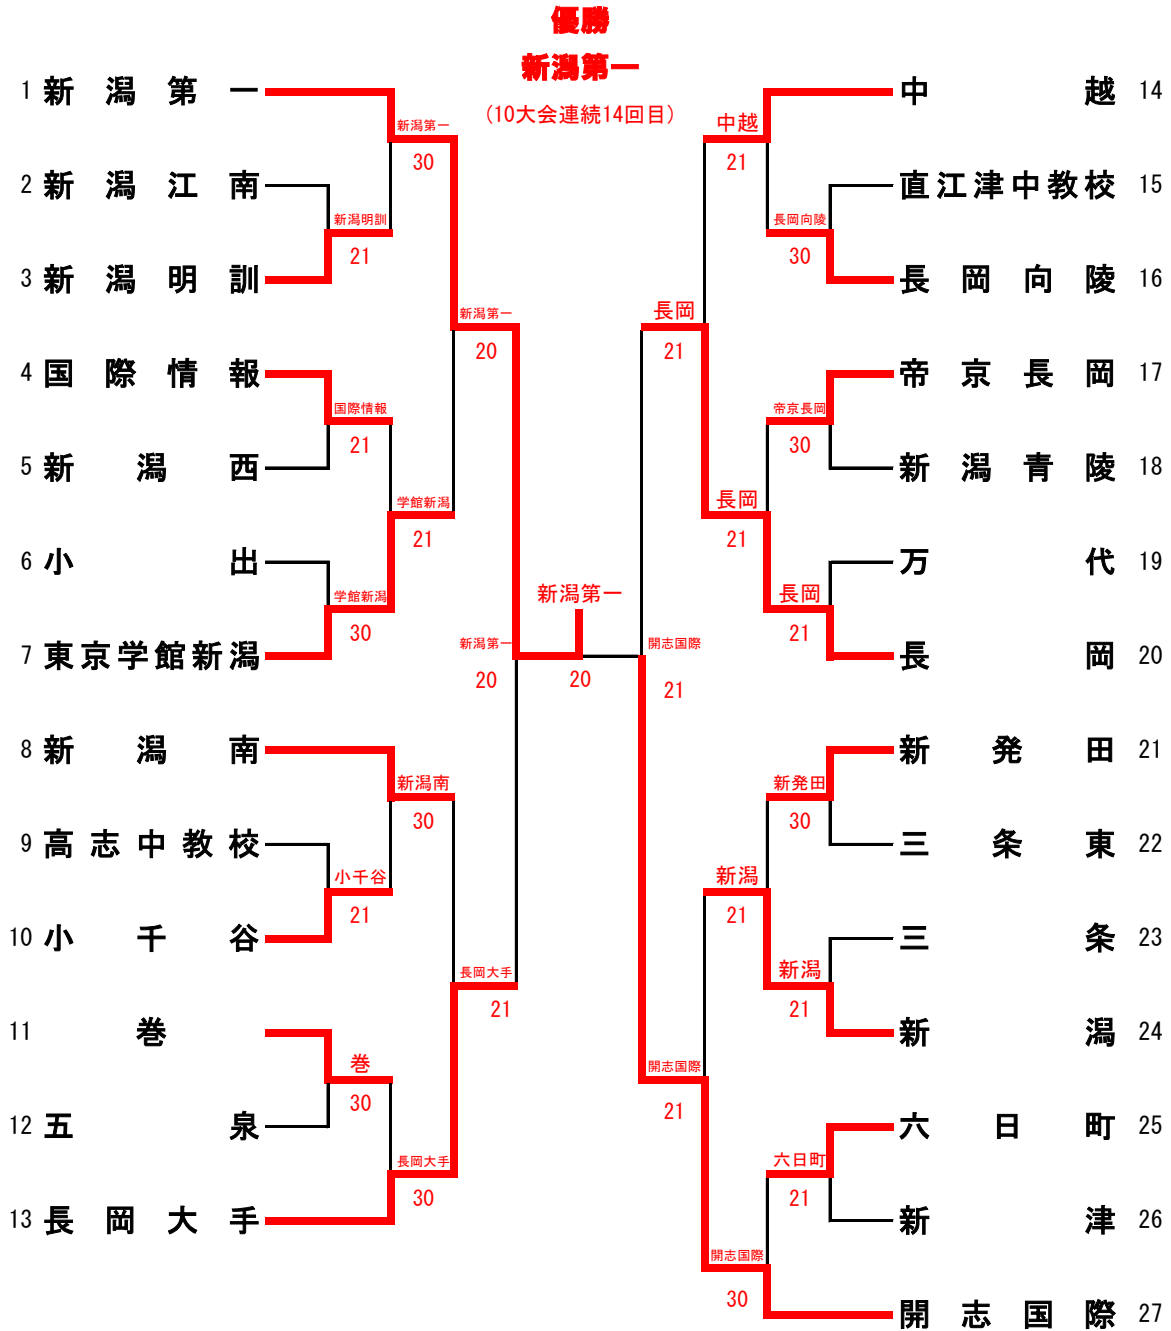 優勝
新潟第一
(10大会連続14回目)
1 新潟第一
2 新潟江南
3 新潟明訓
4 国際情報
5 新潟西
6 小出
7 東京学館新潟
8 新潟南
9 高志中教校
10 小千谷
11 巻
12 五泉
13 長岡大手
新潟第一
30
新潟明訓
21
新潟第一
20
国際情報
21
学館新潟
21
学館新潟
30
新潟第一
20
新潟南
30
小千谷
21
長岡大手
21
巻
30
長岡大手
30
新潟第一
20
中越
21
長岡向陵
30
長岡
21
帝京長岡
30
長岡
21
長岡
21
開志国際
21
新発田
30
新潟
21
新潟
21
開志国際
21
六日町
21
開志国際
30
中越 14
直江津中教校 15
長岡向陵 16
帝京長岡 17
新潟青陵 18
万代 19
長岡 20
新発田 21
三条東 22
三条 23
新潟 24
六日町 25
新津 26
開志国際 27